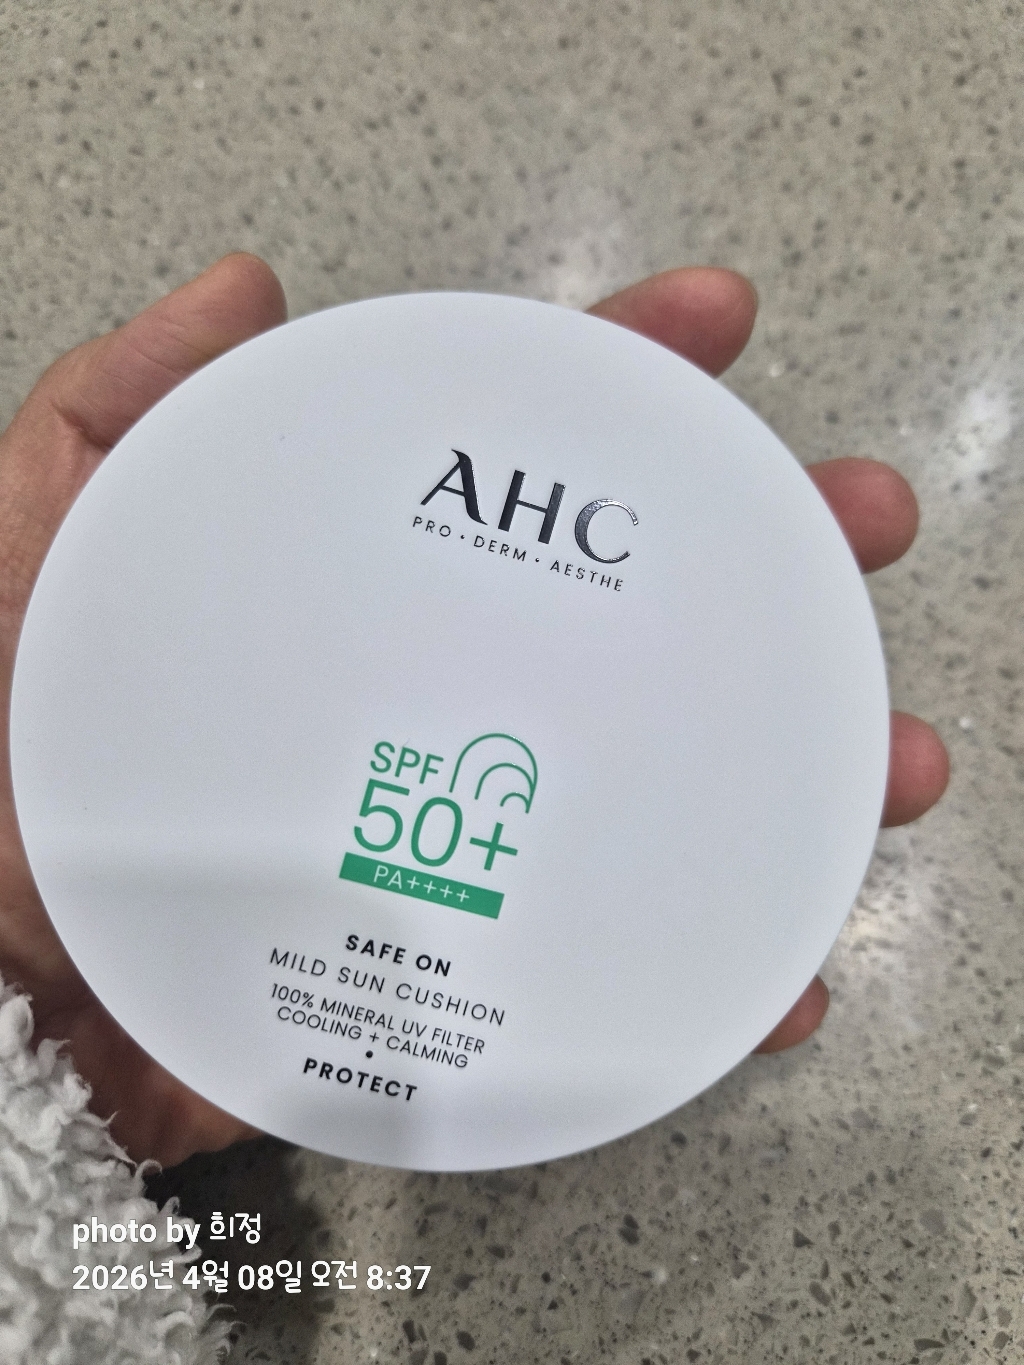 AHC
PRO • DERM • AESTHE
SPF
50+
PA++++
SAFE ON
MILD SUN CUSHION
100% MINERAL UV FILTER
COOLING + CALMING
•
PROTECT
photo by 희정
2026년 4월 08일 오전 8:37